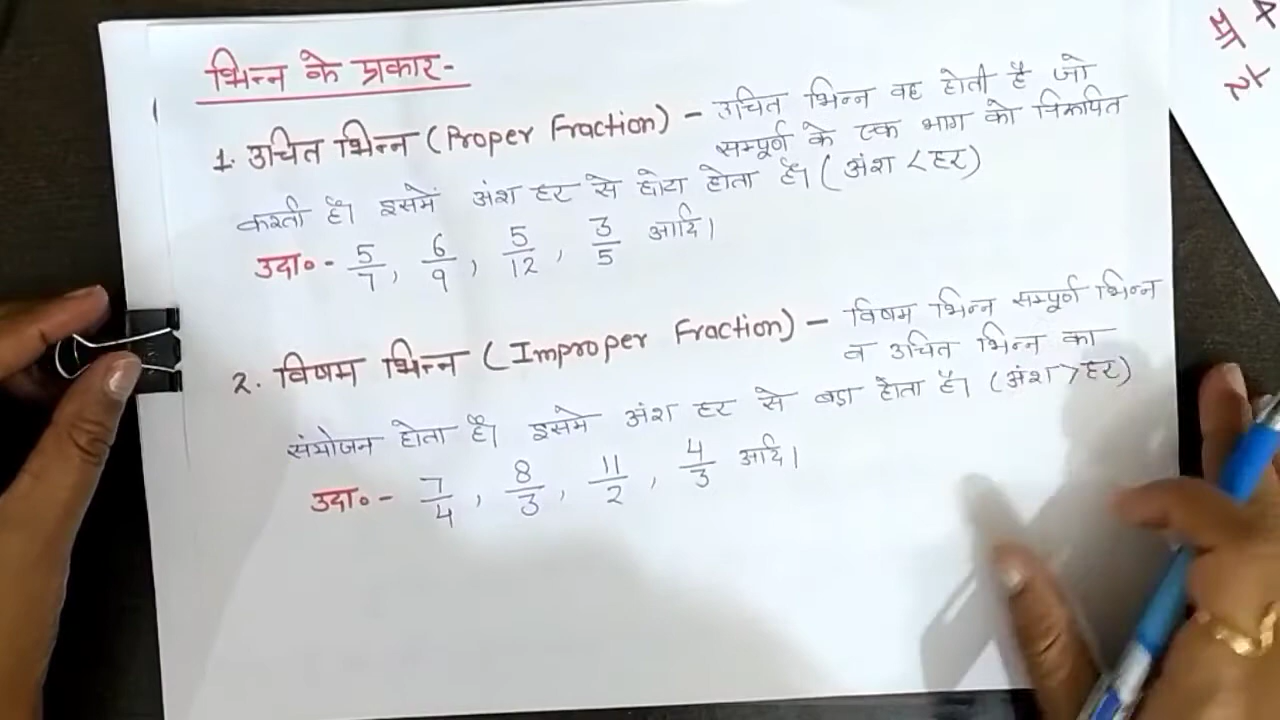 भिन्न के प्रकार-
1. उचित भिन्न (Proper Fraction) - उचित भिन्न वह होती है जो
सम्पूर्ण के एक भाग को निरूपित
करती है। इसमें अंश हर से छोटा होता है। (अंश < हर)
उदा०- 5/7, 6/9, 5/12, 3/5 आदि।
2. विषम भिन्न (Improper Fraction) - विषम भिन्न सम्पूर्ण भिन्न
व उचित भिन्न का
संयोजन होता है। इसमे अंश हर से बड़ा होता है। (अंश > हर)
उदा०- 7/4, 8/3, 11/2, 4/3 आदि।